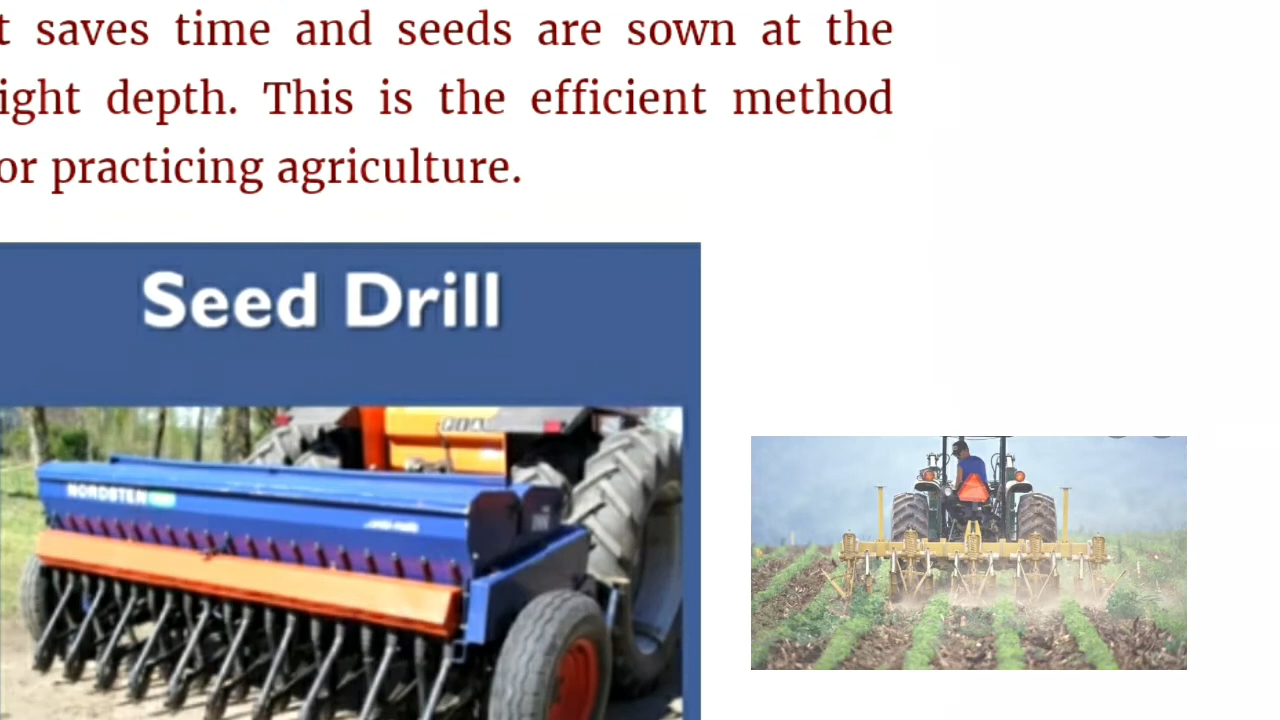 t saves time and seeds are sown at the
ight depth. This is the efficient method
or practicing agriculture.
Seed Drill
NORDSTEN